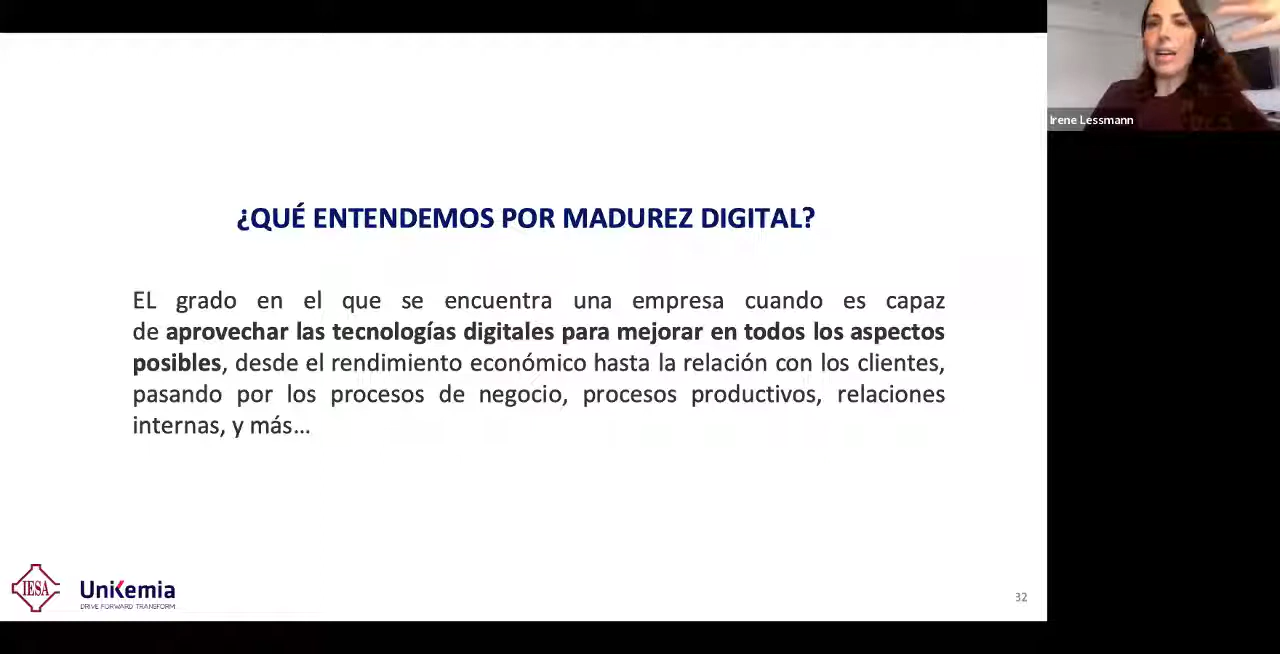 Irene Lessmann
¿QUÉ ENTENDEMOS POR MADUREZ DIGITAL?
EL grado en el que se encuentra una empresa cuando es capaz
de aprovechar las tecnologías digitales para mejorar en todos los aspectos
posibles, desde el rendimiento económico hasta la relación con los clientes,
pasando por los procesos de negocio, procesos productivos, relaciones
internas, y más...
IESA
UniKemia
DRIVE FORWARD TRANSFORM
32